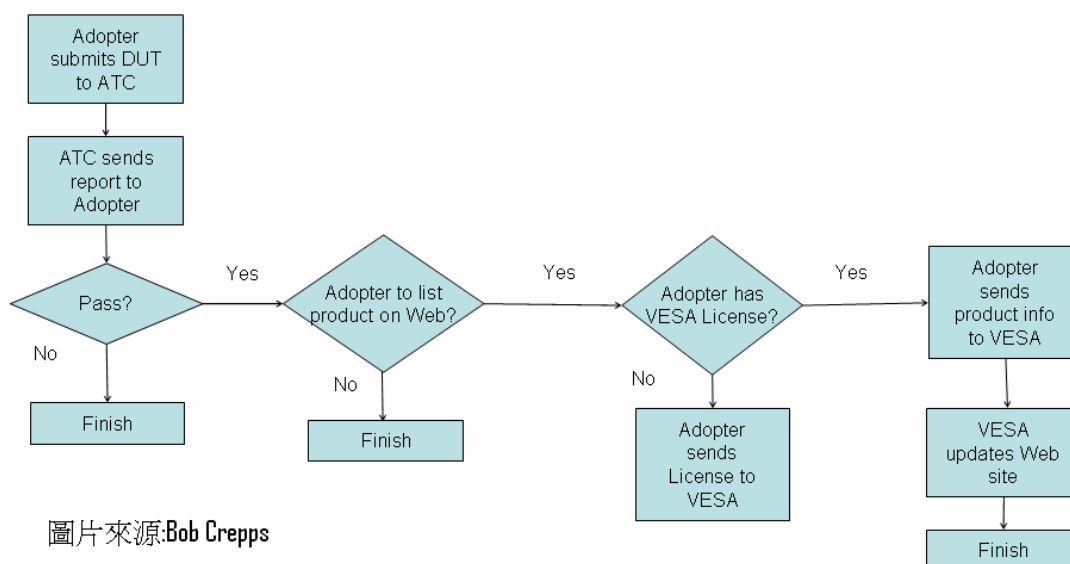 Adopter
submits DUT
to ATC
ATC sends
report to
Adopter
Pass?
Yes
No
Finish
Adopter to list
product on Web?
Yes
No
Finish
Adopter has
VESA License?
Yes
No
Adopter
sends
License to
VESA
Adopter
sends
product info
to VESA
VESA
updates Web
site
Finish
圖片來源:Bob Crepps